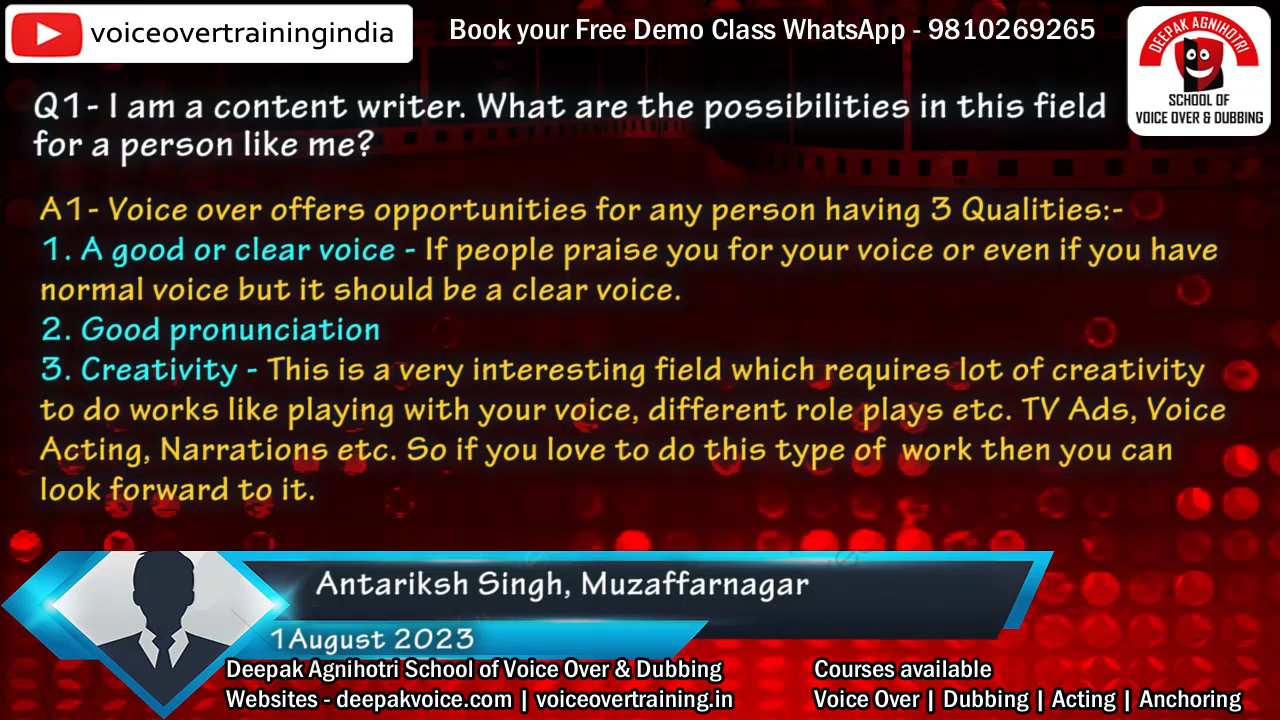 voiceovertrainingindia
Book your Free Demo Class WhatsApp - 9810269265
DEEPAK AGNIHOTRI
SCHOOL OF
VOICE OVER & DUBBING
Q1- I am a content writer. What are the possibilities in this field
for a person like me?
A1- Voice over offers opportunities for any person having 3 Qualities:-
1. A good or clear voice - If people praise you for your voice or even if you have
normal voice but it should be a clear voice.
2. Good pronunciation
3. Creativity - This is a very interesting field which requires lot of creativity
to do works like playing with your voice, different role plays etc. TV Ads, Voice
Acting, Narrations etc. So if you love to do this type of work then you can
look forward to it.
Antariksh Singh, Muzaffarnagar
1August 2023
Deepak Agnihotri School of Voice Over & Dubbing
Websites - deepakvoice.com | voiceovertraining.in
Courses available
Voice Over | Dubbing | Acting | Anchoring